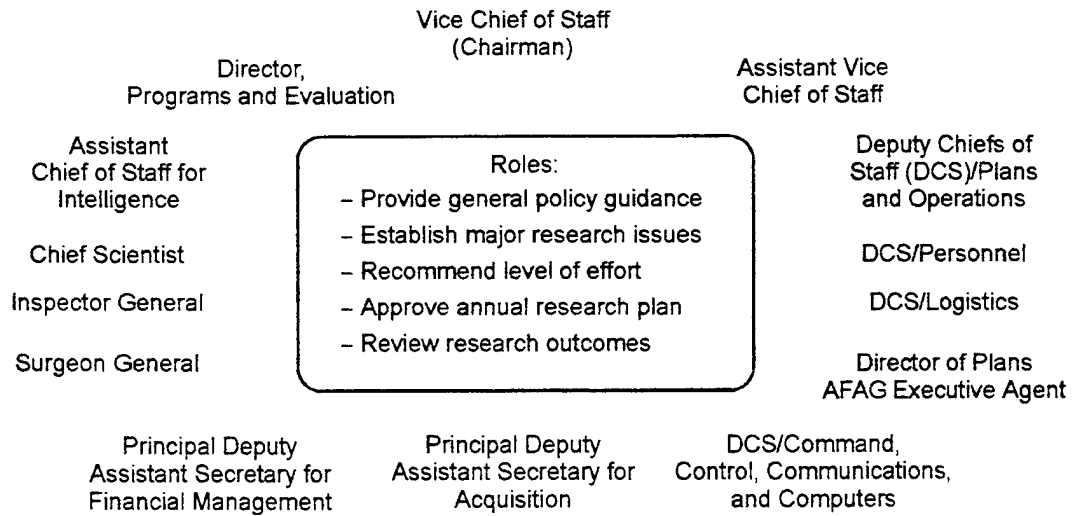 Vice Chief of Staff
(Chairman)
Director,
Programs and Evaluation
Assistant Vice
Chief of Staff
Assistant
Chief of Staff for
Intelligence
Chief Scientist
Inspector General
Surgeon General
Roles:
– Provide general policy guidance
– Establish major research issues
– Recommend level of effort
– Approve annual research plan
– Review research outcomes
Deputy Chiefs of
Staff (DCS)/Plans
and Operations
DCS/Personnel
DCS/Logistics
Director of Plans
AFAG Executive Agent
Principal Deputy
Assistant Secretary for
Financial Management
Principal Deputy
Assistant Secretary for
Acquisition
DCS/Command,
Control, Communications,
and Computers